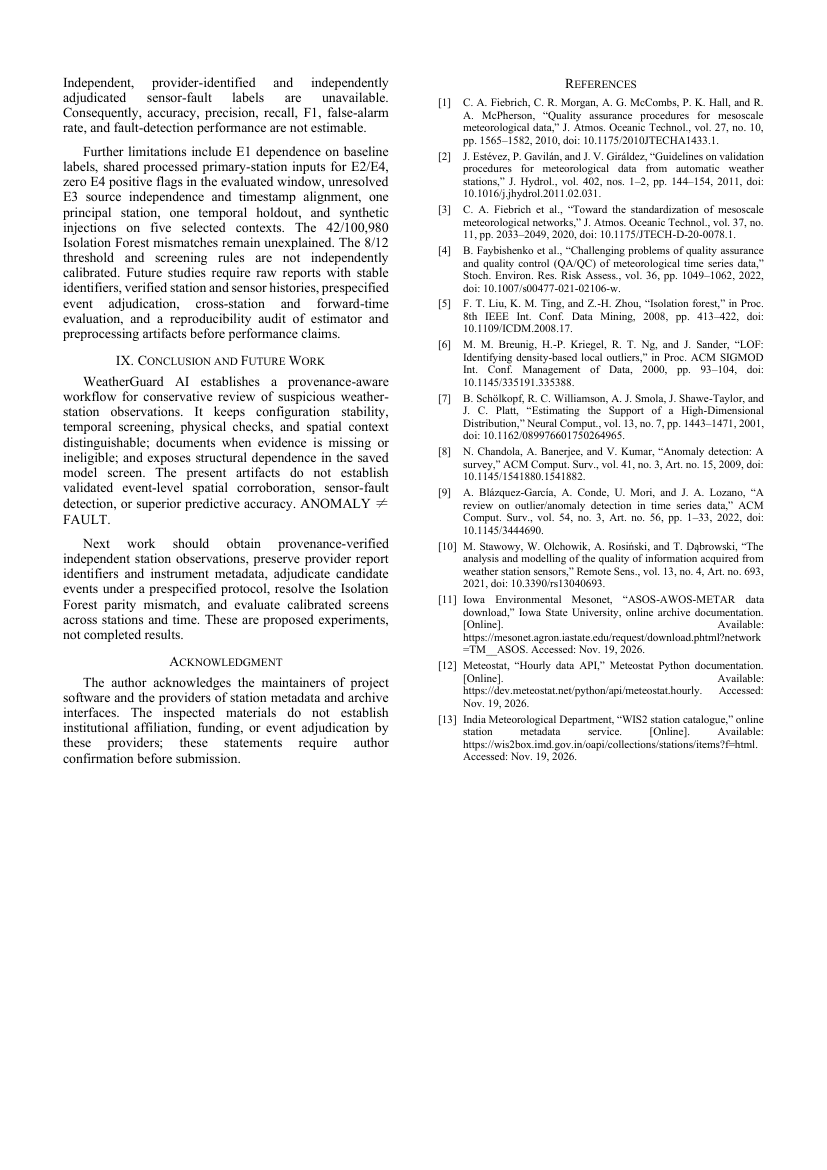 Independent, provider-identified and independently
adjudicated sensor-fault labels are unavailable.
Consequently, accuracy, precision, recall, F1, false-alarm
rate, and fault-detection performance are not estimable.
Further limitations include E1 dependence on baseline
labels, shared processed primary-station inputs for E2/E4,
zero E4 positive flags in the evaluated window, unresolved
E3 source independence and timestamp alignment, one
principal station, one temporal holdout, and synthetic
injections on five selected contexts. The 42/100,980
Isolation Forest mismatches remain unexplained. The 8/12
threshold and screening rules are not independently
calibrated. Future studies require raw reports with stable
identifiers, verified station and sensor histories, prespecified
event adjudication, cross-station and forward-time
evaluation, and a reproducibility audit of estimator and
preprocessing artifacts before performance claims.
IX. CONCLUSION AND FUTURE WORK
WeatherGuard AI establishes a provenance-aware
workflow for conservative review of suspicious weather-
station observations. It keeps configuration stability,
temporal screening, physical checks, and spatial context
distinguishable; documents when evidence is missing or
ineligible; and exposes structural dependence in the saved
model screen. The present artifacts do not establish
validated event-level spatial corroboration, sensor-fault
detection, or superior predictive accuracy. ANOMALY ≠
FAULT.
Next work should obtain provenance-verified
independent station observations, preserve provider report
identifiers and instrument metadata, adjudicate candidate
events under a prespecified protocol, resolve the Isolation
Forest parity mismatch, and evaluate calibrated screens
across stations and time. These are proposed experiments,
not completed results.
ACKNOWLEDGMENT
The author acknowledges the maintainers of project
software and the providers of station metadata and archive
interfaces. The inspected materials do not establish
institutional affiliation, funding, or event adjudication by
these providers; these statements require author
confirmation before submission.
REFERENCES
[1] C. A. Fiebrich, C. R. Morgan, A. G. McCombs, P. K. Hall, and R.
A. McPherson, “Quality assurance procedures for mesoscale
meteorological data,” J. Atmos. Oceanic Technol., vol. 27, no. 10,
pp. 1565–1582, 2010, doi: 10.1175/2010JTECHA1433.1.
[2] J. Estévez, P. Gavilán, and J. V. Giráldez, “Guidelines on validation
procedures for meteorological data from automatic weather
stations,” J. Hydrol., vol. 402, nos. 1–2, pp. 144–154, 2011, doi:
10.1016/j.jhydrol.2011.02.031.
[3] C. A. Fiebrich et al., “Toward the standardization of mesoscale
meteorological networks,” J. Atmos. Oceanic Technol., vol. 37, no.
11, pp. 2033–2049, 2020, doi: 10.1175/JTECH-D-20-0078.1.
[4] B. Faybishenko et al., “Challenging problems of quality assurance
and quality control (QA/QC) of meteorological time series data,”
Stoch. Environ. Res. Risk Assess., vol. 36, pp. 1049–1062, 2022,
doi: 10.1007/s00477-021-02106-w.
[5] F. T. Liu, K. M. Ting, and Z.-H. Zhou, “Isolation forest,” in Proc.
8th IEEE Int. Conf. Data Mining, 2008, pp. 413–422, doi:
10.1109/ICDM.2008.17.
[6] M. M. Breunig, H.-P. Kriegel, R. T. Ng, and J. Sander, “LOF:
Identifying density-based local outliers,” in Proc. ACM SIGMOD
Int. Conf. Management of Data, 2000, pp. 93–104, doi:
10.1145/335191.335388.
[7] B. Schölkopf, R. C. Williamson, A. J. Smola, J. Shawe-Taylor, and
J. C. Platt, “Estimating the Support of a High-Dimensional
Distribution,” Neural Comput., vol. 13, no. 7, pp. 1443–1471, 2001,
doi: 10.1162/089976601750264965.
[8] N. Chandola, A. Banerjee, and V. Kumar, “Anomaly detection: A
survey,” ACM Comput. Surv., vol. 41, no. 3, Art. no. 15, 2009, doi:
10.1145/1541880.1541882.
[9] A. Blázquez-García, A. Conde, U. Mori, and J. A. Lozano, “A
review on outlier/anomaly detection in time series data,” ACM
Comput. Surv., vol. 54, no. 3, Art. no. 56, pp. 1–33, 2022, doi:
10.1145/3444690.
[10] M. Stawowy, W. Olchowik, A. Rosiński, and T. Dąbrowski, “The
analysis and modelling of the quality of information acquired from
weather station sensors,” Remote Sens., vol. 13, no. 4, Art. no. 693,
2021, doi: 10.3390/rs13040693.
[11] Iowa Environmental Mesonet, “ASOS-AWOS-METAR data
download,” Iowa State University, online archive documentation.
[Online]. Available:
https://mesonet.agron.iastate.edu/request/download.phtml?network
=TM__ASOS. Accessed: Nov. 19, 2026.
[12] Meteostat, “Hourly data API,” Meteostat Python documentation.
[Online]. Available:
https://dev.meteostat.net/python/api/meteostat.hourly. Accessed:
Nov. 19, 2026.
[13] India Meteorological Department, “WIS2 station catalogue,” online
station metadata service. [Online]. Available:
https://wis2box.imd.gov.in/oapi/collections/stations/items?f=html.
Accessed: Nov. 19, 2026.